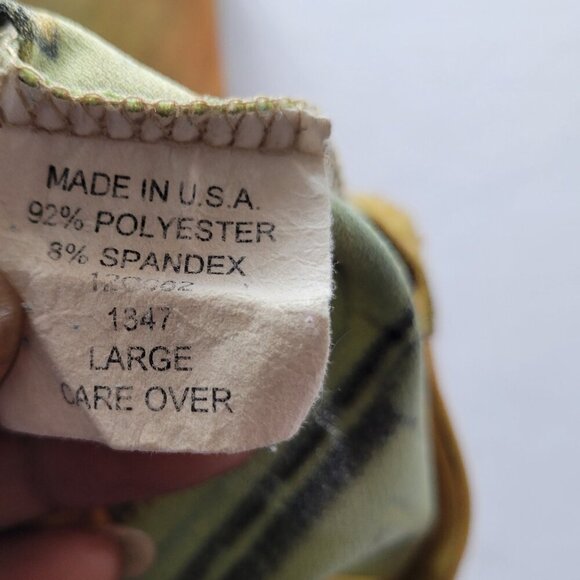 MADE IN U.S.A.
92% POLYESTER
8% SPANDEX
1347
LARGE
CARE OVER